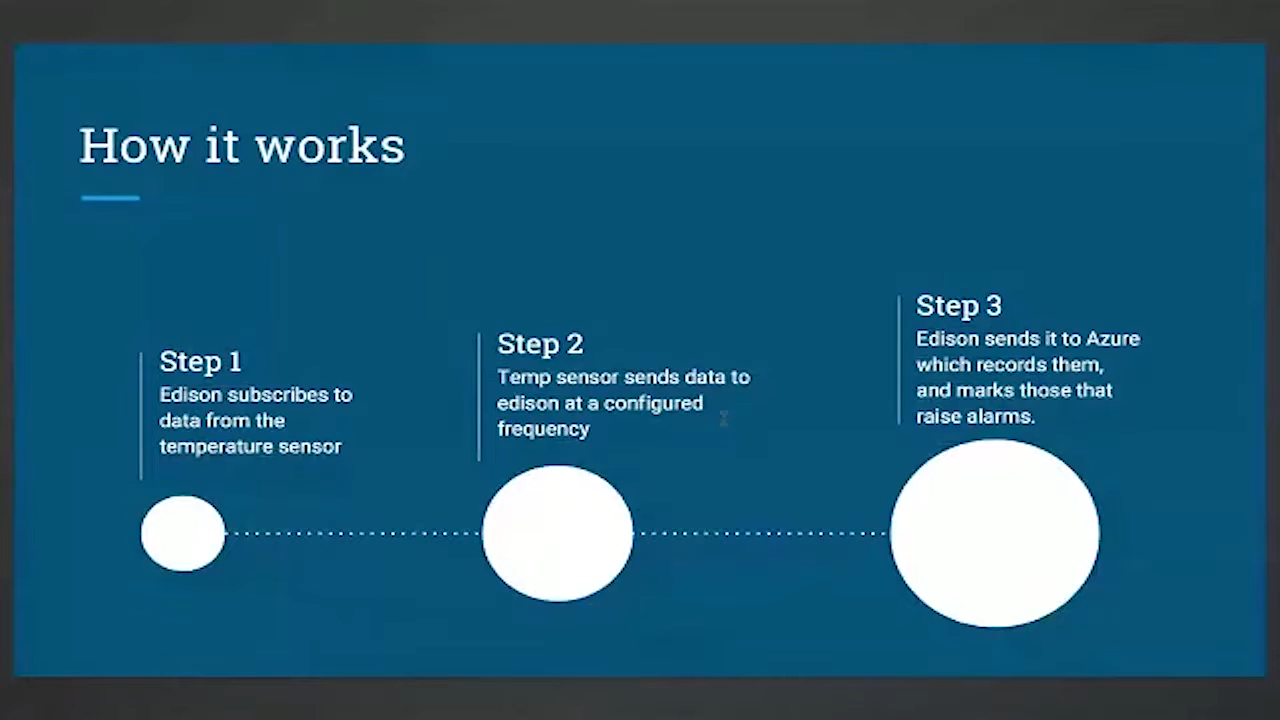 How it works
Step 1
Edison subscribes to
data from the
temperature sensor
Step 2
Temp sensor sends data to
edison at a configured
frequency
Step 3
Edison sends it to Azure
which records them,
and marks those that
raise alarms.